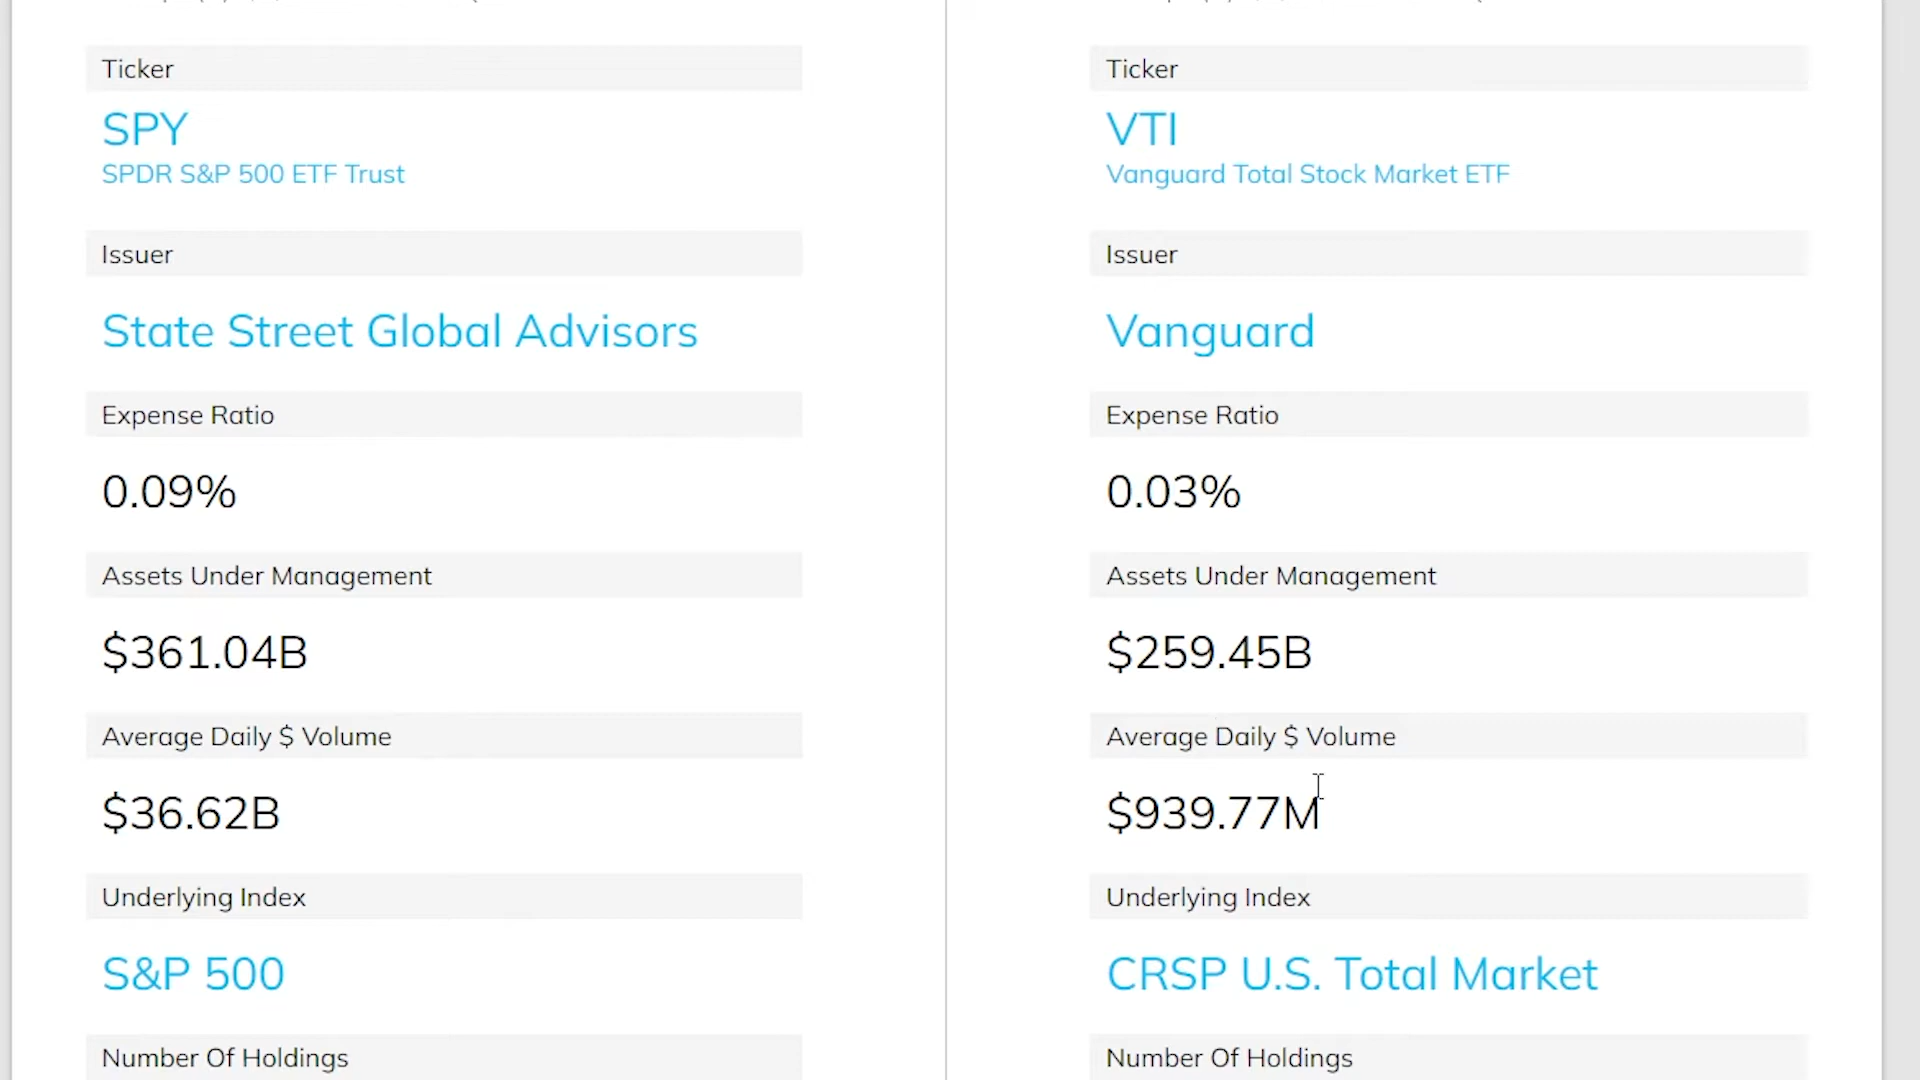 Ticker
SPY
SPDR S&P 500 ETF Trust
Issuer
State Street Global Advisors
Expense Ratio
0.09%
Assets Under Management
$361.04B
Average Daily $ Volume
$36.62B
Underlying Index
S&P 500
Number Of Holdings
Ticker
VTI
Vanguard Total Stock Market ETF
Issuer
Vanguard
Expense Ratio
0.03%
Assets Under Management
$259.45B
Average Daily $ Volume
$939.77M
Underlying Index
CRSP U.S. Total Market
Number Of Holdings